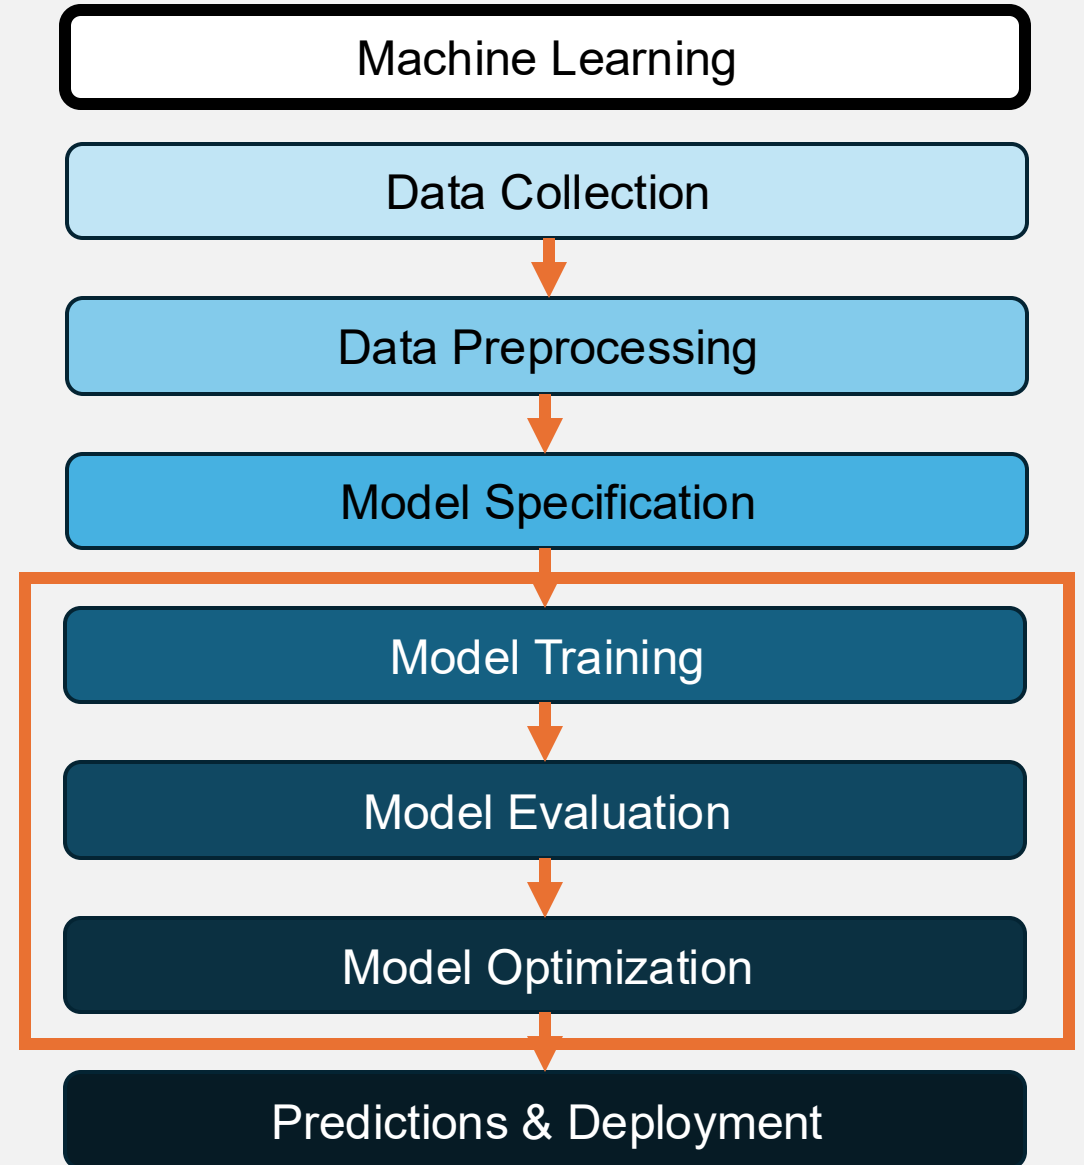 Machine Learning
Data Collection
Data Preprocessing
Model Specification
Model Training
Model Evaluation
Model Optimization
Predictions & Deployment